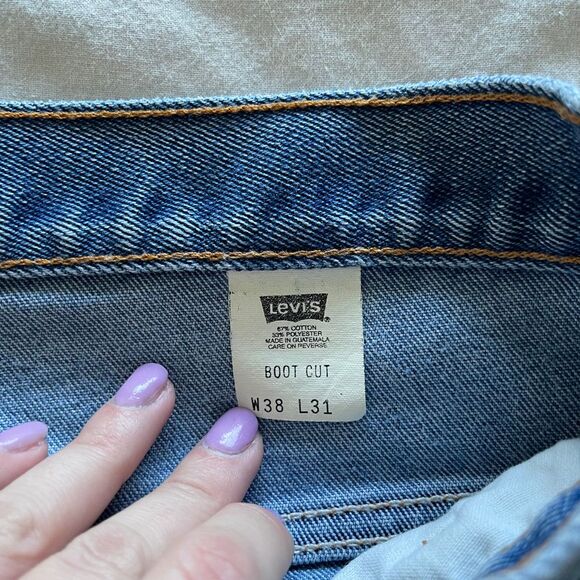 LEVI'S
67% COTTON
33% POLYESTER
MADE IN GUATEMALA
CARE ON REVERSE
BOOT CUT
W38 L31